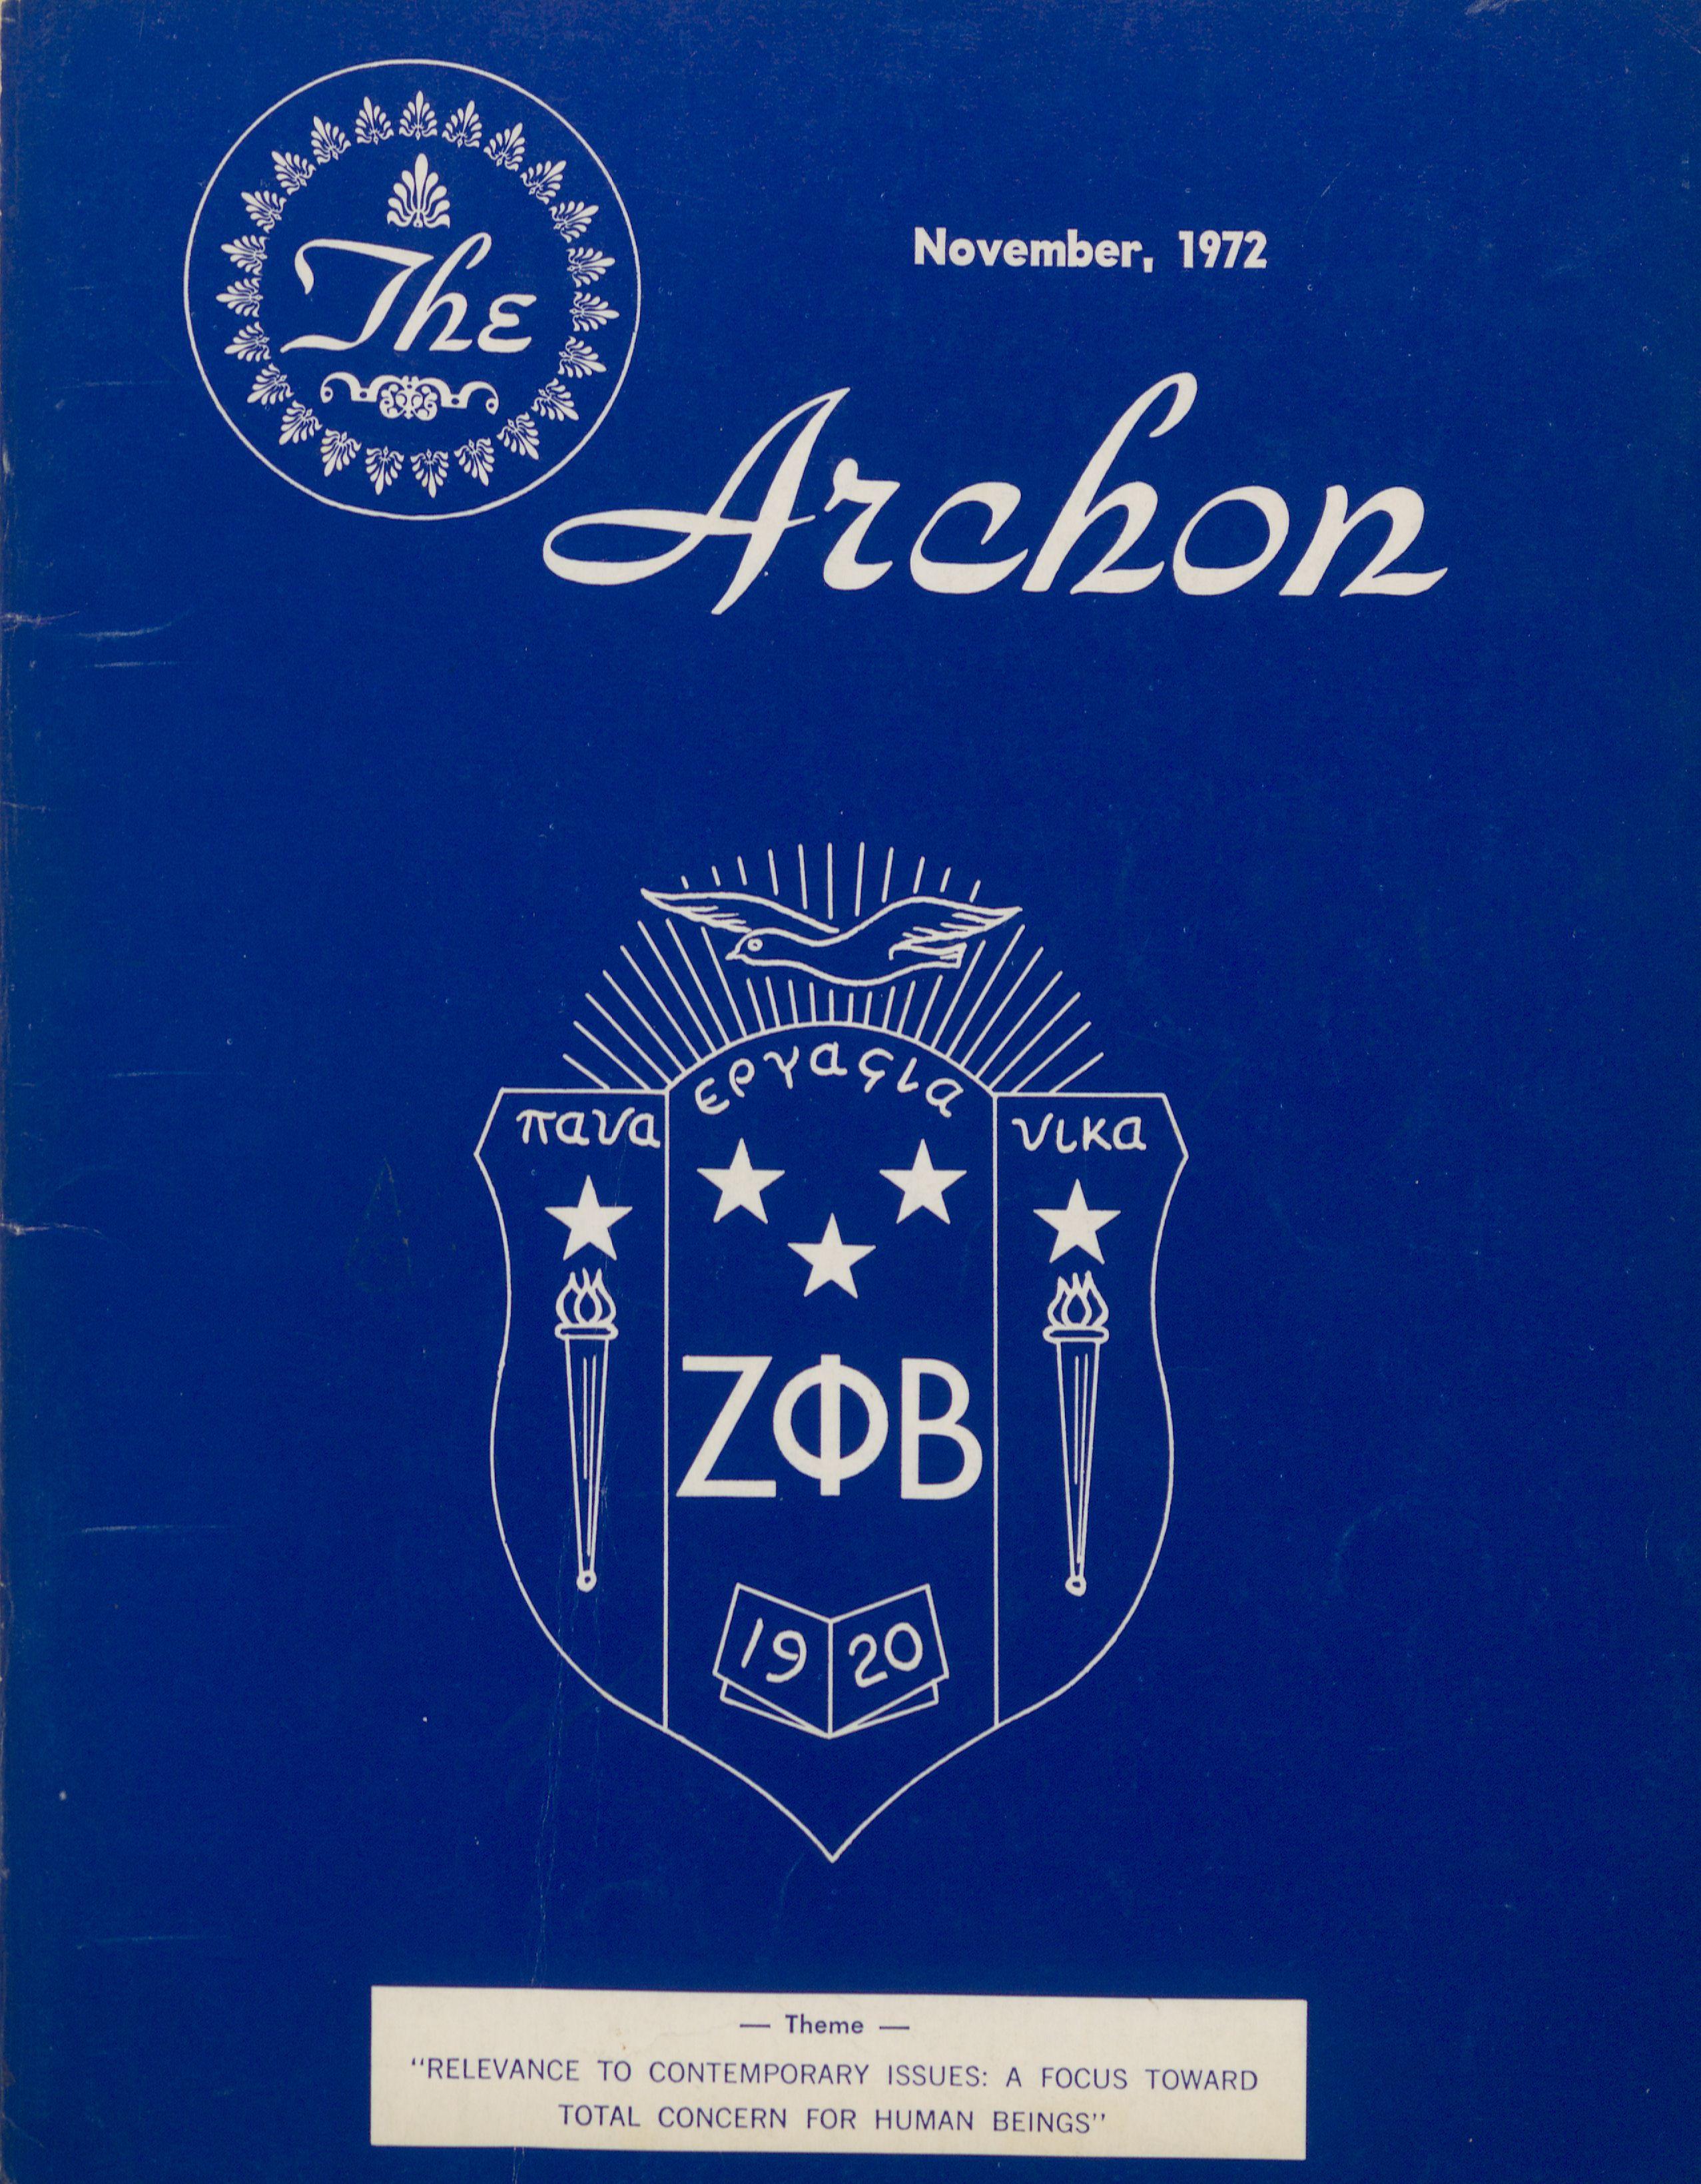 The
November, 1972
Archon
εργαςια
πανα
νικα
ΖΦΒ
19 20
— Theme —
“RELEVANCE TO CONTEMPORARY ISSUES: A FOCUS TOWARD
TOTAL CONCERN FOR HUMAN BEINGS”